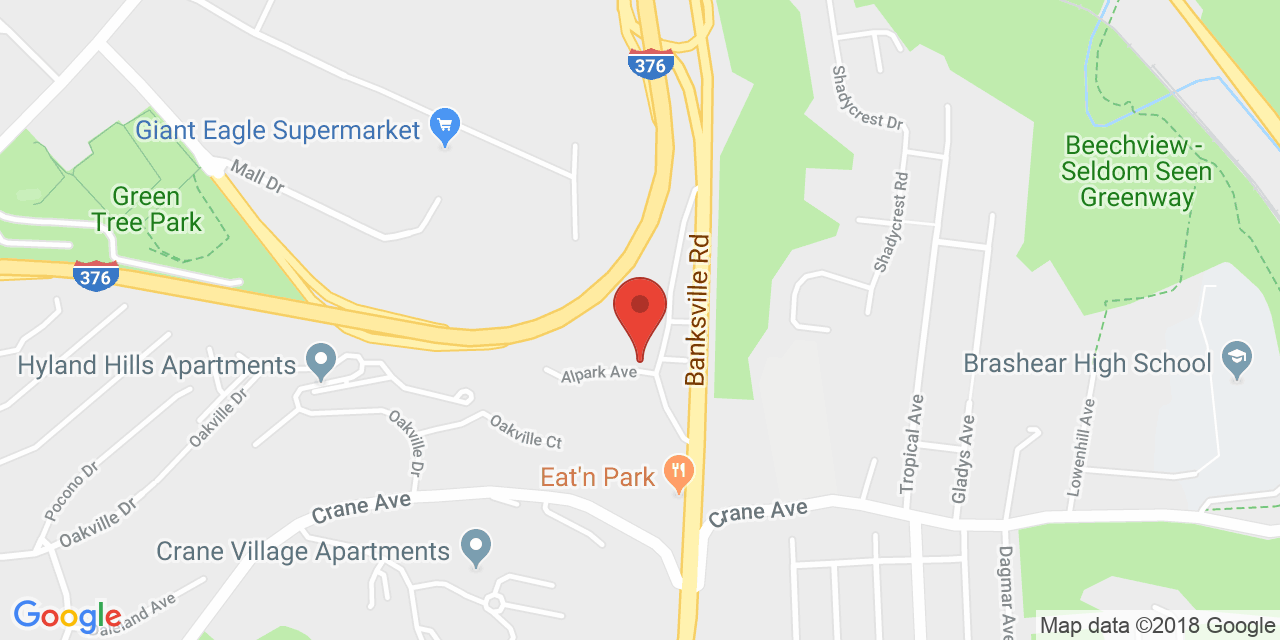 376
Shadycrest Dr
Giant Eagle Supermarket
Beechview -
Seldom Seen
Greenway
Mall Dr
Green
Tree Park
Shadycrest Rd
376
Banksville Rd
Hyland Hills Apartments
Alpark Ave
Brashear High School
Oakville Dr
Oakville Dr
Oakville Ct
Tropical Ave
Gladys Ave
Lowenhill Ave
Eat'n Park
Pocono Dr
Oakville Dr
Crane Ave
Crane Ave
Crane Village Apartments
Dagmar Ave
Google
Daleland Ave
Map data ©2018 Google